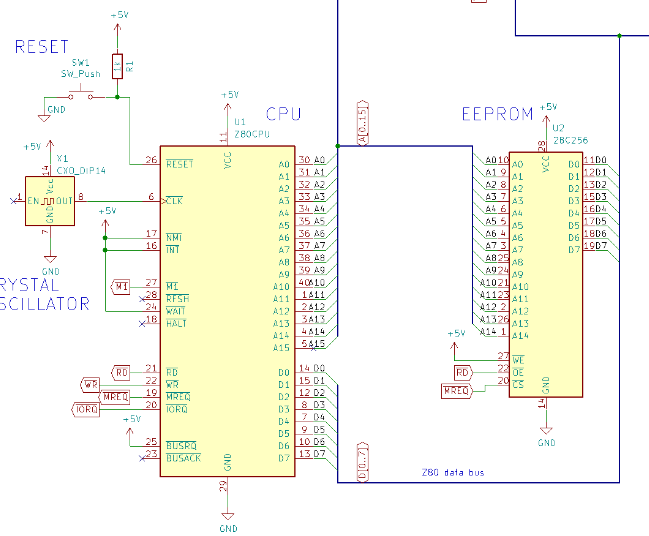 +5V
RESET
SW1
SW_Push
1k
R1
GND
+5V
CPU
EEPROM
+5V
U1
Z80CPU
U2
28C256
A[0..15]
+5V
X1
CXO_DIP14
14
Vcc
1
EN
OUT
8
GND
7
GND
RYSTAL
SCILLATOR
11
VCC
26
RESET
6
CLK
+5V
17
NMI
16
INT
M1
27
M1
28
RFSH
24
WAIT
18
HALT
RD
21
RD
WR
22
WR
MREQ
19
MREQ
IORQ
20
IORQ
+5V
25
BUSRQ
23
BUSACK
GND
29
GND
A0 30 A0
A1 31 A1
A2 32 A2
A3 33 A3
A4 34 A4
A5 35 A5
A6 36 A6
A7 37 A7
A8 38 A8
A9 39 A9
A10 40 A10
A11 1 A11
A12 2 A12
A13 3 A13
A14 4 A14
A15 5 A15
D0 14 D0
D1 15 D1
D2 12 D2
D3 8 D3
D4 7 D4
D5 9 D5
D6 10 D6
D7 13 D7
D[0..7]
Z80 data bus
28
VCC
A0 10 A0
A1 9 A1
A2 8 A2
A3 7 A3
A4 6 A4
A5 5 A5
A6 4 A6
A7 3 A7
A8 25 A8
A9 24 A9
A10 21 A10
A11 23 A11
A12 2 A12
A13 26 A13
A14 1 A14
D0 11 D0
D1 12 D1
D2 13 D2
D3 15 D3
D4 16 D4
D5 17 D5
D6 18 D6
D7 19 D7
+5V
27
WE
RD
22
OE
MREQ
20
CS
GND
14
GND